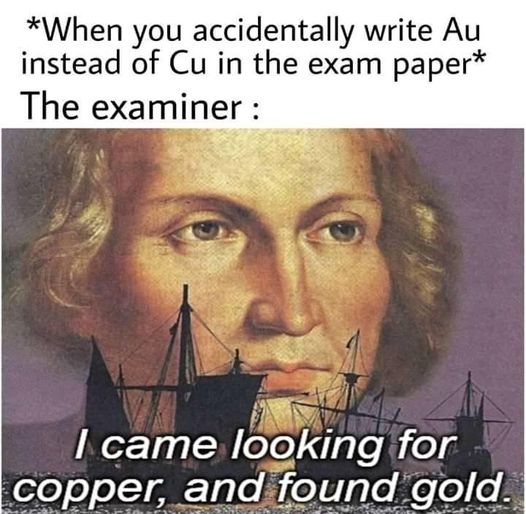 *When you accidentally write Au
instead of Cu in the exam paper*
The examiner :
I came looking for
copper, and found gold.